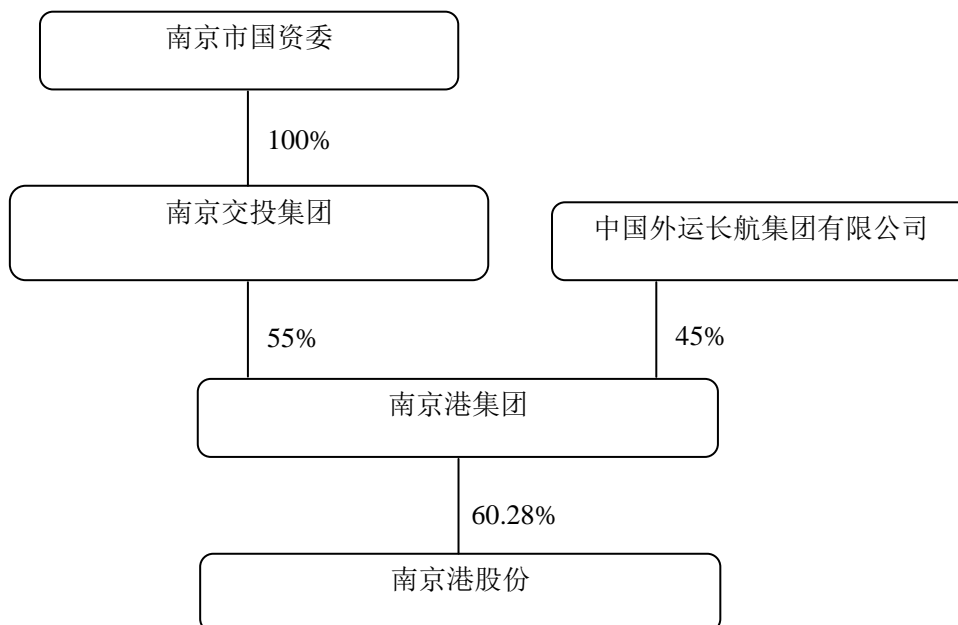 南京市国资委
100%
南京交投集团
中国外运长航集团有限公司
55%
45%
南京港集团
60.28%
南京港股份